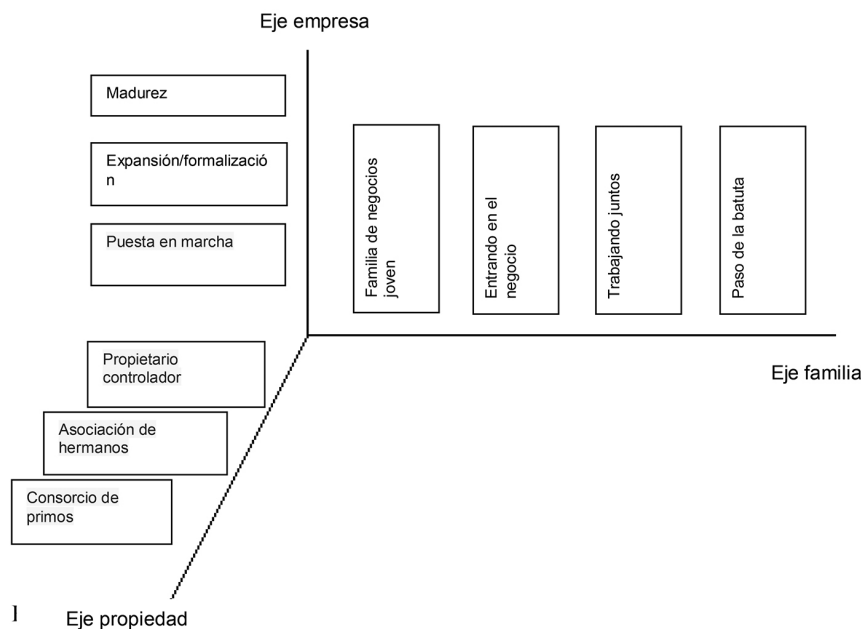 Eje empresa
Madurez
Expansión/formalizació
n
Puesta en marcha
Familia de negocios
joven
Entrando en el
negocio
Trabajando juntos
Paso de la batuta
Propietario
controlador
Eje familia
Asociación de
hermanos
Consorcio de
primos
Eje propiedad